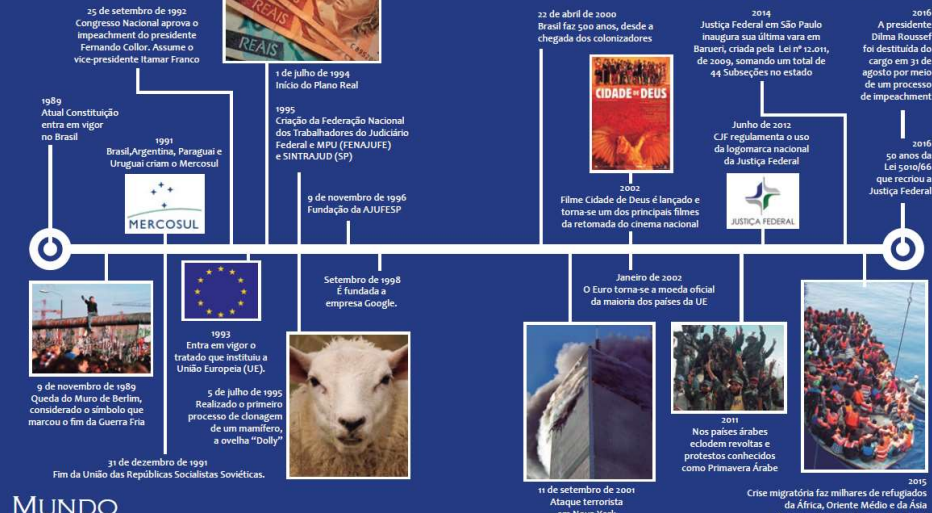 25 de setembro de 1992
Congresso Nacional aprova o
impeachment do presidente
Fernando Collor. Assume o
vice-presidente Itamar Franco
REAIS
REAIS
1 de julho de 1994
Início do Plano Real
1989
Atual Constituição
entra em vigor
no Brasil
1991
Brasil,Argentina, Paraguai e
Uruguai criam o Mercosul
MERCOSUL
1995
Criação da Federação Nacional
dos Trabalhadores do Judiciário
Federal e MPU (FENAJUFE)
e SINTRAJUD (SP)
9 de novembro de 1996
Fundação da AJUFESP
22 de abril de 2000
Brasil faz 500 anos, desde a
chegada dos colonizadores
CIDADE DE DEUS
2002
Filme Cidade de Deus é lançado e
torna-se um dos principais filmes
da retomada do cinema nacional
2014
Justiça Federal em São Paulo
inaugura sua última vara em
Barueri, criada pela Lei nº 12.011,
de 2009, somando um total de
44 Subseções no estado
Junho de 2012
CJF regulamenta o uso
da logomarca nacional
da Justiça Federal
JUSTIÇA FEDERAL
2016
A presidente
Dilma Roussef
foi destituída do
cargo em 31 de
agosto por meio
de um processo
de impeachment
2016
50 anos da
Lei 5010/66
que recriou a
Justiça Federal
9 de novembro de 1989
Queda do Muro de Berlim,
considerado o símbolo que
marcou o fim da Guerra Fria
31 de dezembro de 1991
Fim da União das Repúblicas Socialistas Soviéticas.
1993
Entra em vigor o
tratado que instituiu a
União Europeia (UE).
5 de julho de 1995
Realizado o primeiro
processo de clonagem
de um mamífero,
a ovelha “Dolly”
Setembro de 1998
É fundada a
empresa Google.
Janeiro de 2002
O Euro torna-se a moeda oficial
da maioria dos países da UE
11 de setembro de 2001
Ataque terrorista
em Nova York
2011
Nos países árabes
eclodem revoltas e
protestos conhecidos
como Primavera Árabe
2015
Crise migratória faz milhares de refugiados
da África, Oriente Médio e da Ásia
MUNDO